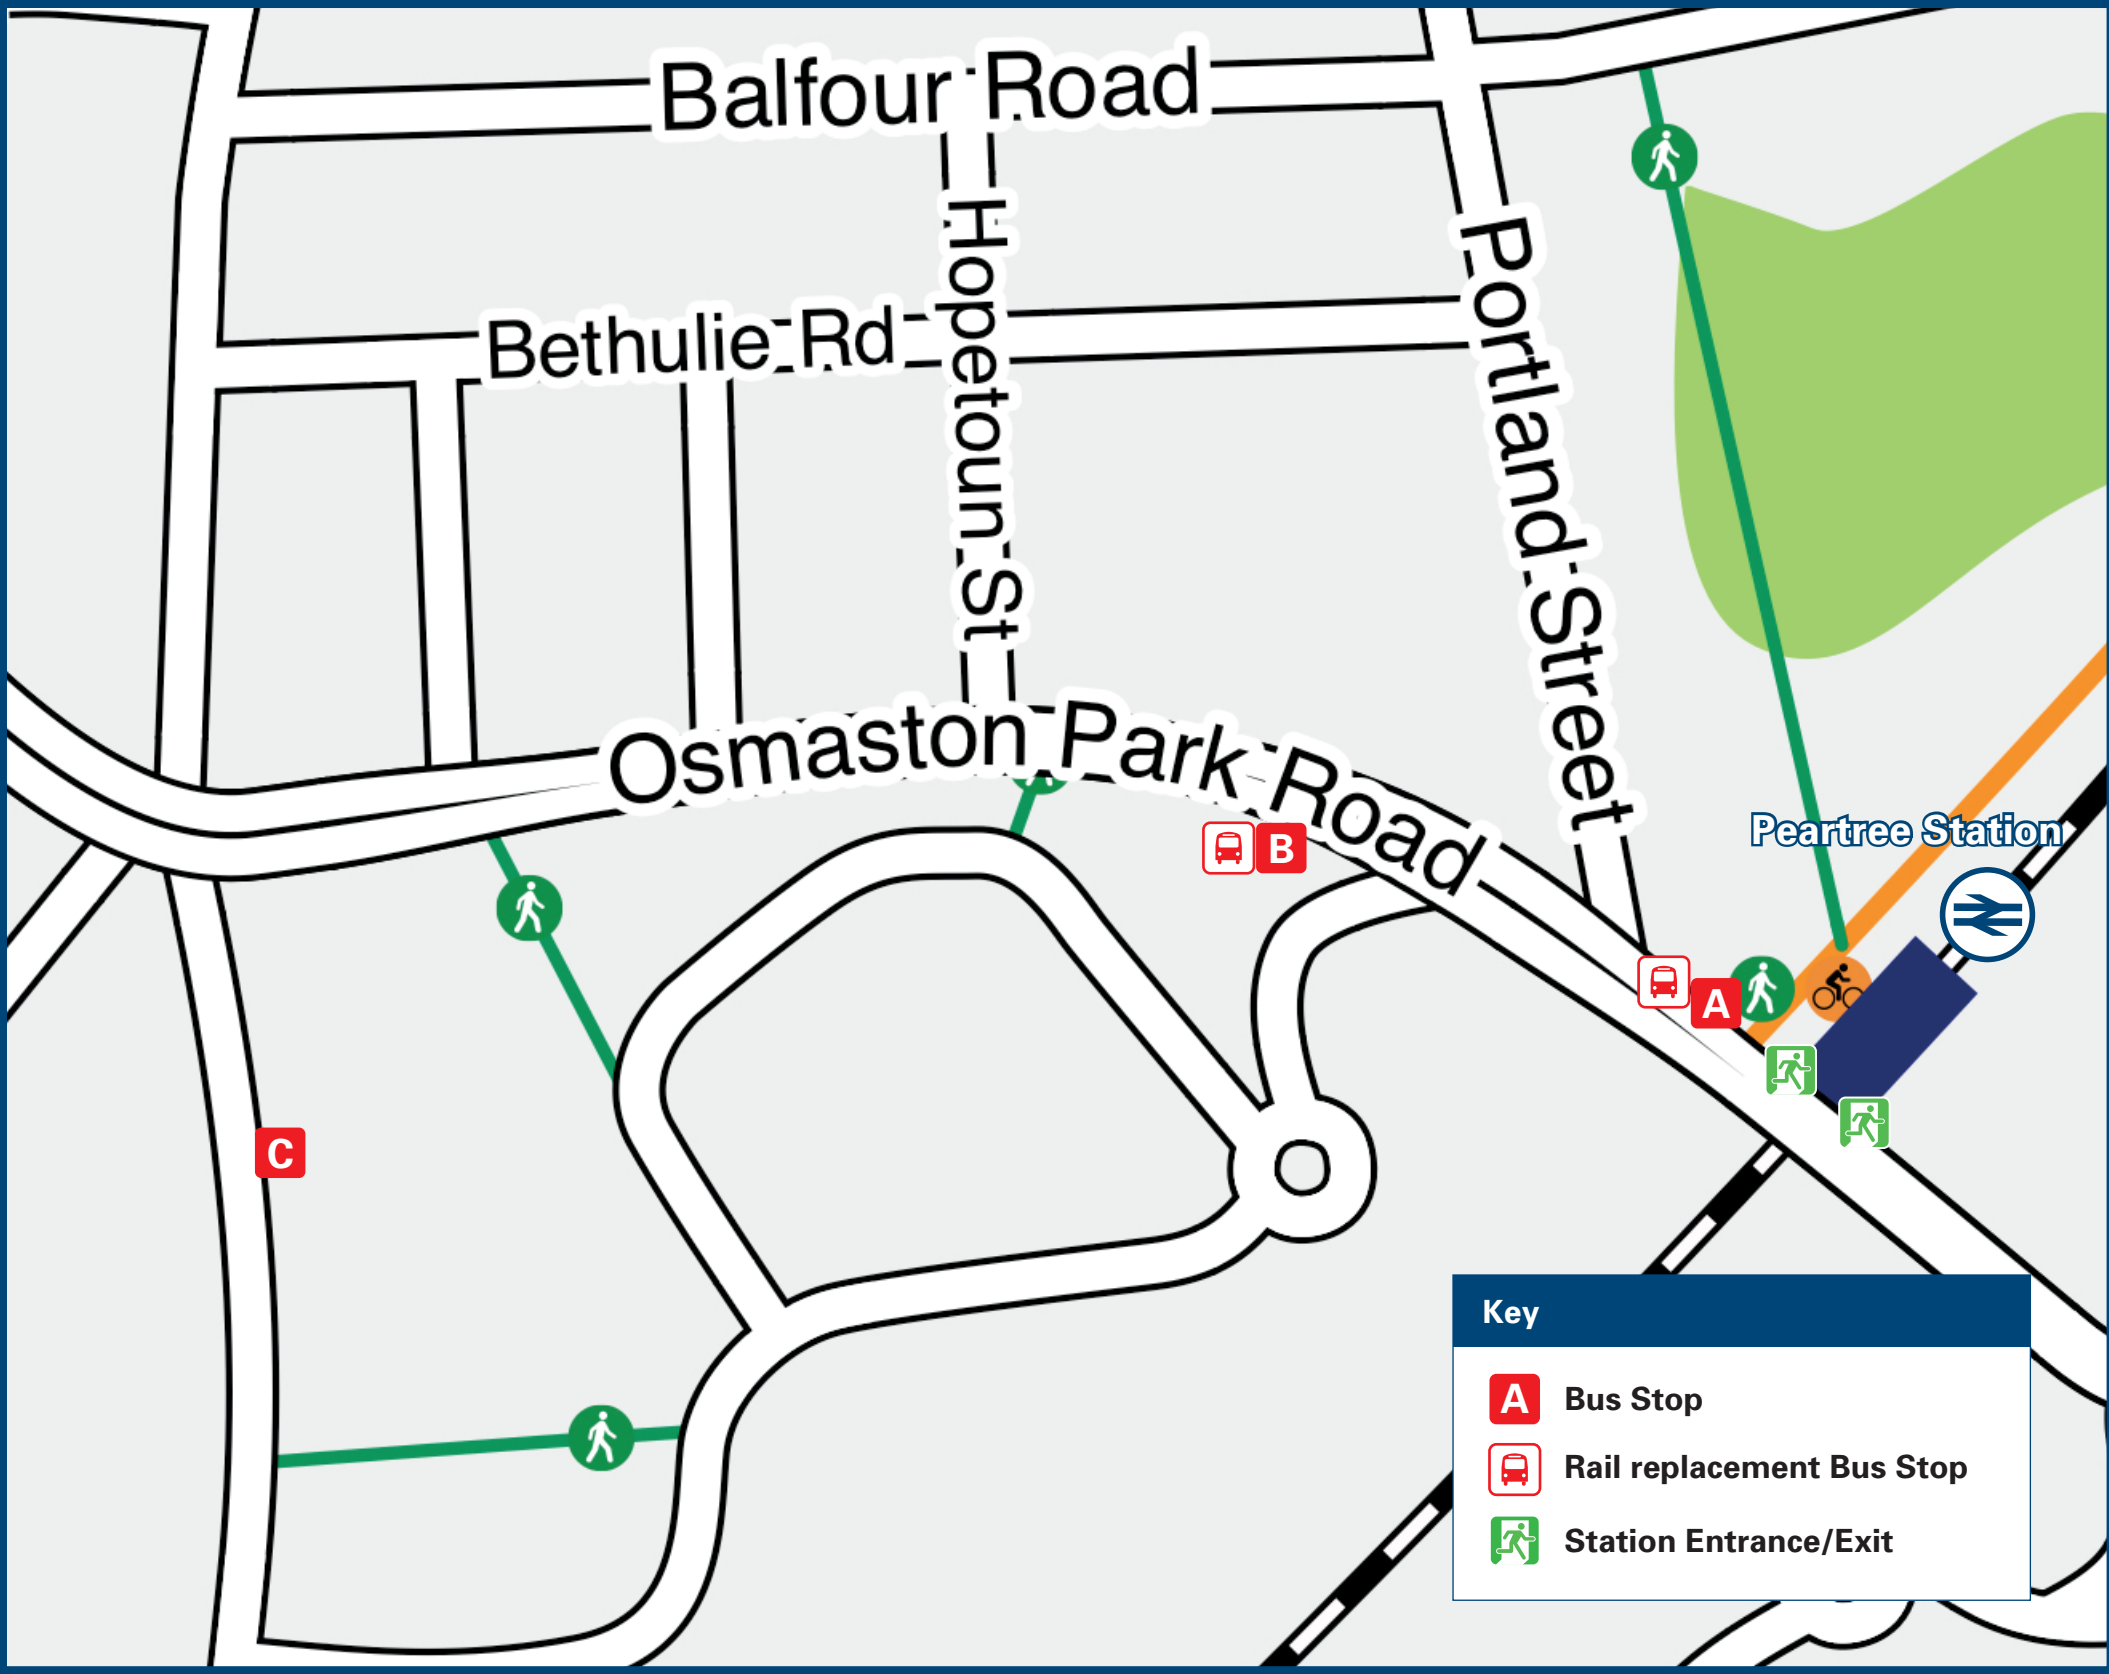 Balfour Road
Hopetoun St
Portland Street
Bethulie Rd
Osmaston Park Road
Peartree Station
B
A
C
Key
A Bus Stop
Rail replacement Bus Stop
Station Entrance/Exit